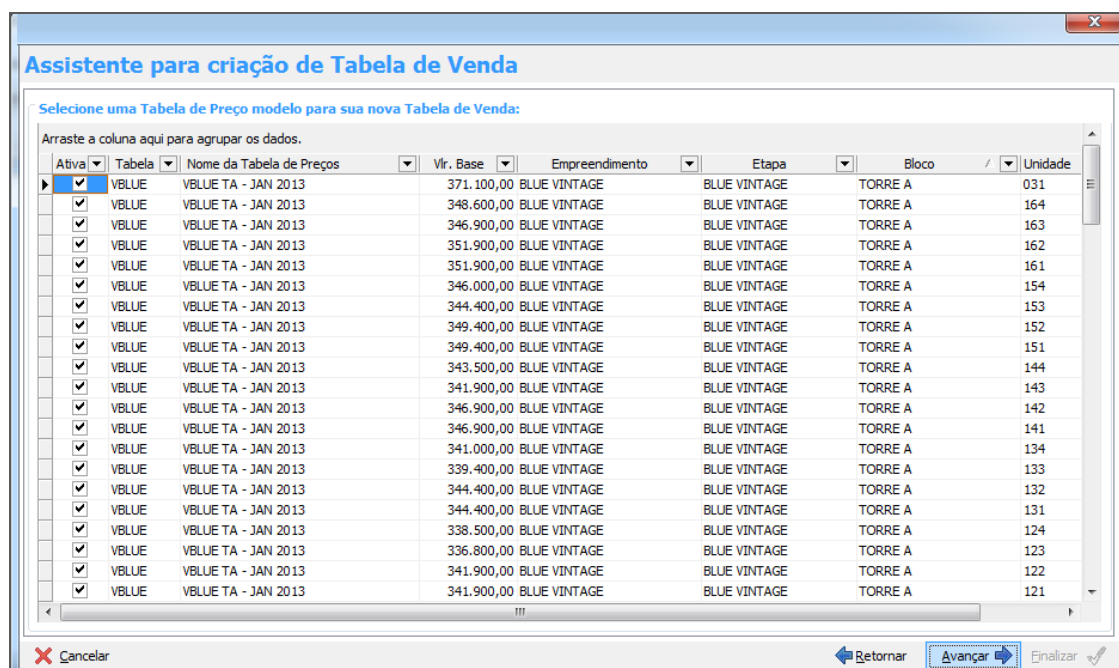 x
Assistente para criação de Tabela de Venda
Selecione uma Tabela de Preço modelo para sua nova Tabela de Venda:
Arraste a coluna aqui para agrupar os dados.
Ativa Tabela Nome da Tabela de Preços Vlr. Base Empreendimento Etapa Bloco Unidade
VBLUE VBLUE TA - JAN 2013 371.100,00 BLUE VINTAGE BLUE VINTAGE TORRE A 031
VBLUE VBLUE TA - JAN 2013 348.600,00 BLUE VINTAGE BLUE VINTAGE TORRE A 164
VBLUE VBLUE TA - JAN 2013 346.900,00 BLUE VINTAGE BLUE VINTAGE TORRE A 163
VBLUE VBLUE TA - JAN 2013 351.900,00 BLUE VINTAGE BLUE VINTAGE TORRE A 162
VBLUE VBLUE TA - JAN 2013 351.900,00 BLUE VINTAGE BLUE VINTAGE TORRE A 161
VBLUE VBLUE TA - JAN 2013 346.000,00 BLUE VINTAGE BLUE VINTAGE TORRE A 154
VBLUE VBLUE TA - JAN 2013 344.400,00 BLUE VINTAGE BLUE VINTAGE TORRE A 153
VBLUE VBLUE TA - JAN 2013 349.400,00 BLUE VINTAGE BLUE VINTAGE TORRE A 152
VBLUE VBLUE TA - JAN 2013 349.400,00 BLUE VINTAGE BLUE VINTAGE TORRE A 151
VBLUE VBLUE TA - JAN 2013 343.500,00 BLUE VINTAGE BLUE VINTAGE TORRE A 144
VBLUE VBLUE TA - JAN 2013 341.900,00 BLUE VINTAGE BLUE VINTAGE TORRE A 143
VBLUE VBLUE TA - JAN 2013 346.900,00 BLUE VINTAGE BLUE VINTAGE TORRE A 142
VBLUE VBLUE TA - JAN 2013 346.900,00 BLUE VINTAGE BLUE VINTAGE TORRE A 141
VBLUE VBLUE TA - JAN 2013 341.000,00 BLUE VINTAGE BLUE VINTAGE TORRE A 134
VBLUE VBLUE TA - JAN 2013 339.400,00 BLUE VINTAGE BLUE VINTAGE TORRE A 133
VBLUE VBLUE TA - JAN 2013 344.400,00 BLUE VINTAGE BLUE VINTAGE TORRE A 132
VBLUE VBLUE TA - JAN 2013 344.400,00 BLUE VINTAGE BLUE VINTAGE TORRE A 131
VBLUE VBLUE TA - JAN 2013 338.500,00 BLUE VINTAGE BLUE VINTAGE TORRE A 124
VBLUE VBLUE TA - JAN 2013 336.800,00 BLUE VINTAGE BLUE VINTAGE TORRE A 123
VBLUE VBLUE TA - JAN 2013 341.900,00 BLUE VINTAGE BLUE VINTAGE TORRE A 122
VBLUE VBLUE TA - JAN 2013 341.900,00 BLUE VINTAGE BLUE VINTAGE TORRE A 121
Cancelar Retornar Avançar Finalizar